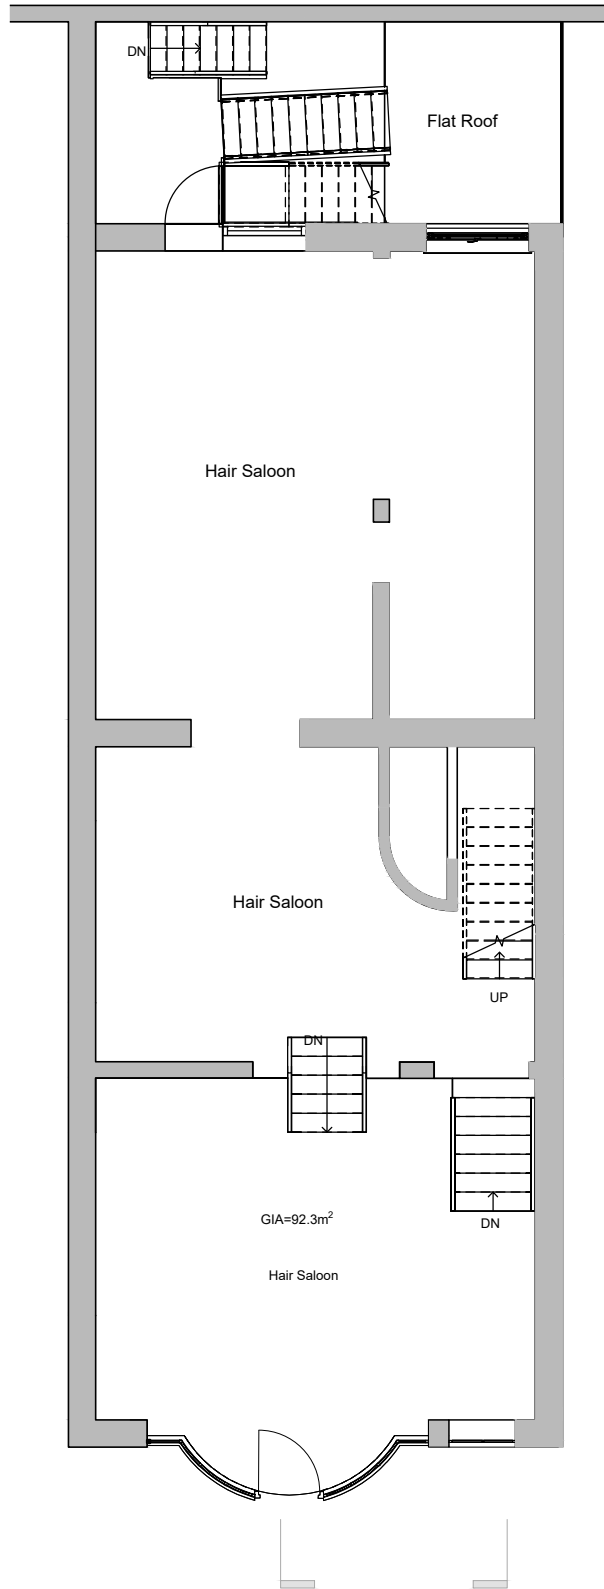 DN
Flat Roof
Hair Saloon
Hair Saloon
UP
DN
GIA=92.3m²
DN
Hair Saloon